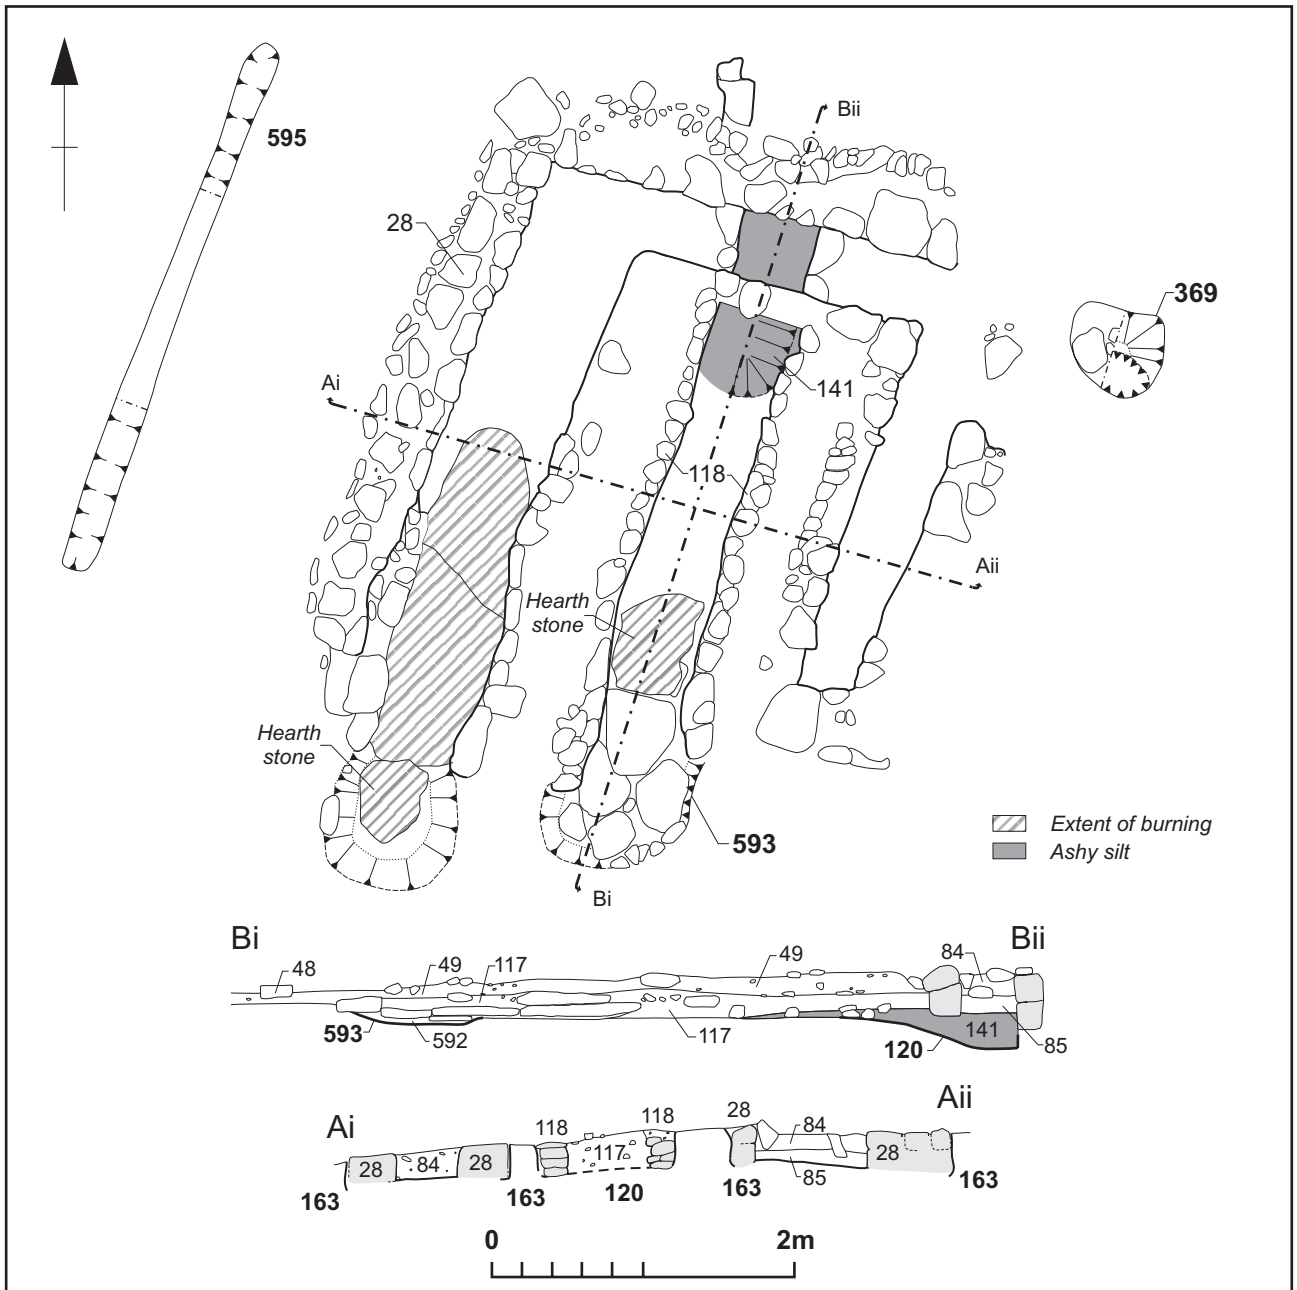 595
Bii
28
369
Ai
141
118
Aii
Hearth
stone
Hearth
stone
593
Extent of burning
Ashy silt
Bi
Bi
Bii
48
49
117
49
84
593
592
117
120
141
85
Ai
Aii
118
118
28
84
28
84
28
117
28
85
163
163
120
163
163
0
2m